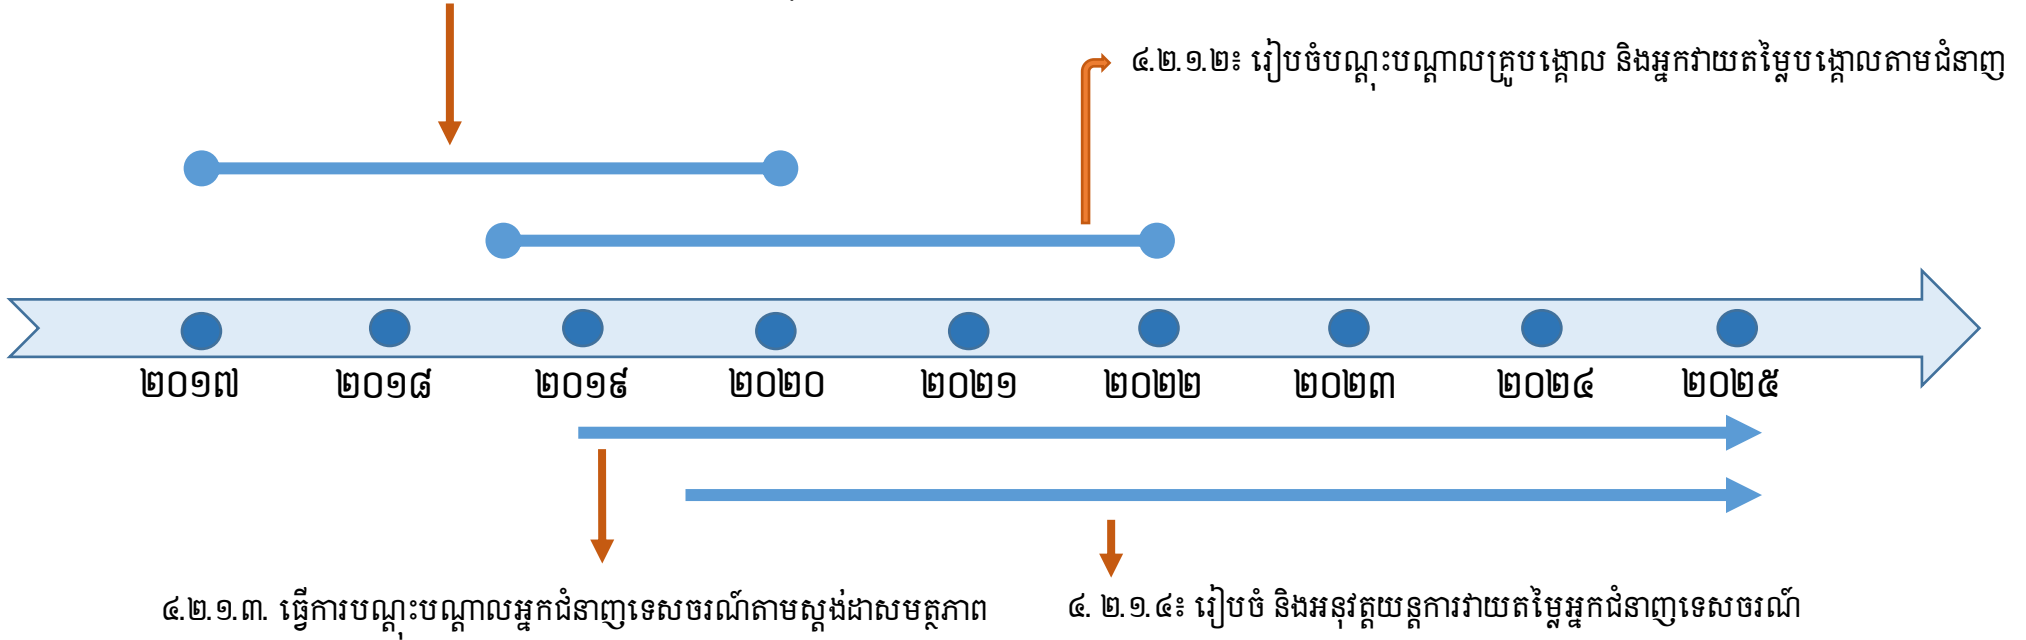 ៤.២.១.២៖ រៀបចំបណ្តុះបណ្តាលគ្រូបង្គោល និងអ្នកវាយតម្លៃបង្គោលតាមជំនាញ
២០១៧ ២០១៨ ២០១៩ ២០២០ ២០២១ ២០២២ ២០២៣ ២០២៤ ២០២៥
៤.២.១.៣. ធ្វើការបណ្តុះបណ្តាលអ្នកជំនាញទេសចរណ៍តាមស្តង់ដាសមត្ថភាព
៤. ២.១.៤៖ រៀបចំ និងអនុវត្តយន្តការវាយតម្លៃអ្នកជំនាញទេសចរណ៍